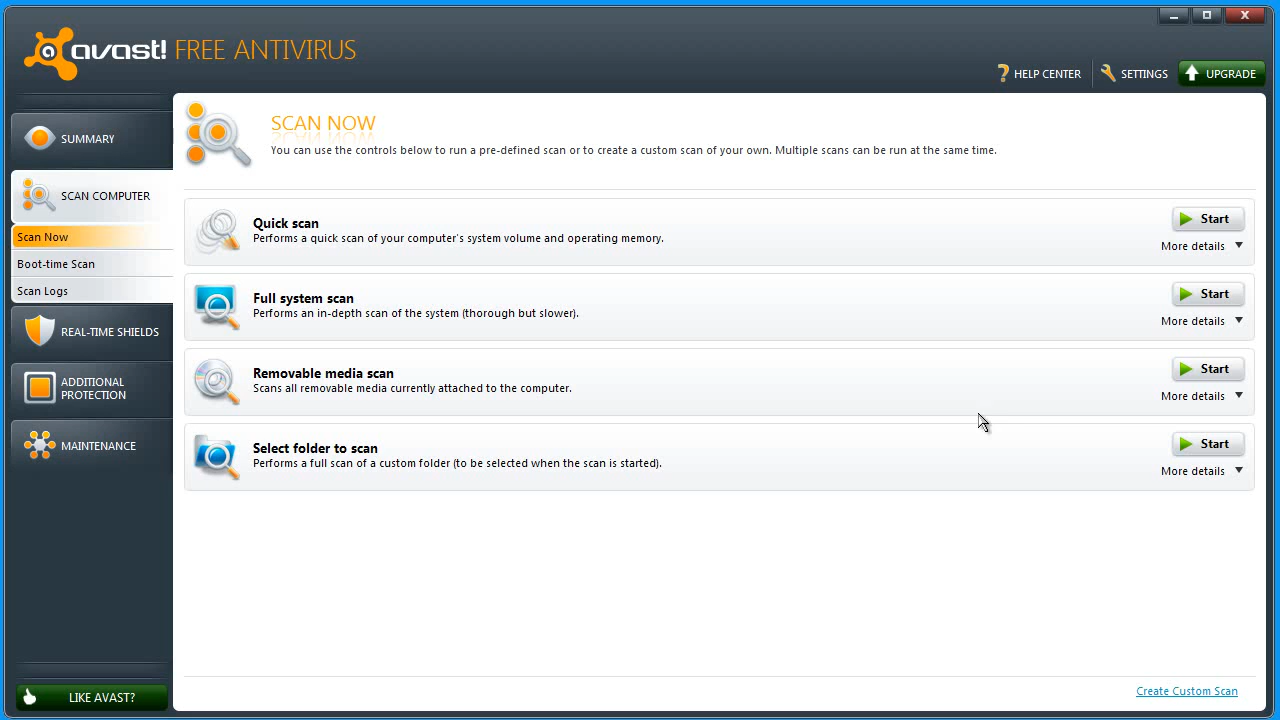 avast! FREE ANTIVIRUS
HELP CENTER
SETTINGS
UPGRADE
SUMMARY
SCAN COMPUTER
Scan Now
Boot-time Scan
Scan Logs
REAL-TIME SHIELDS
ADDITIONAL
PROTECTION
MAINTENANCE
LIKE AVAST?
SCAN NOW
You can use the controls below to run a pre-defined scan or to create a custom scan of your own. Multiple scans can be run at the same time.
Quick scan
Performs a quick scan of your computer's system volume and operating memory.
Start
More details
Full system scan
Performs an in-depth scan of the system (thorough but slower).
Start
More details
Removable media scan
Scans all removable media currently attached to the computer.
Start
More details
Select folder to scan
Performs a full scan of a custom folder (to be selected when the scan is started).
Start
More details
Create Custom Scan